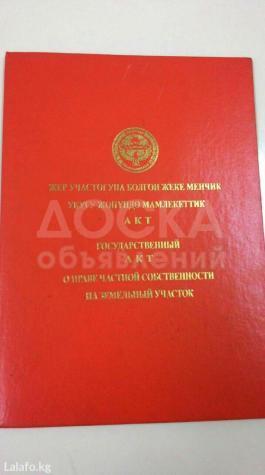 ЖЕР УЧАСТОГУНА БОЛГОН ЖЕКЕ МЕНЧИК
УКУГУ ЖӨНҮНДӨ МАМЛЕКЕТТИК
АКТ
ДОСКА
ГОСУДАРСТВЕННЫЙ
объявлений
АКТ
О ПРАВЕ ЧАСТНОЙ СОБСТВЕННОСТИ
НА ЗЕМЕЛЬНЫЙ УЧАСТОК
Lalafo.kg